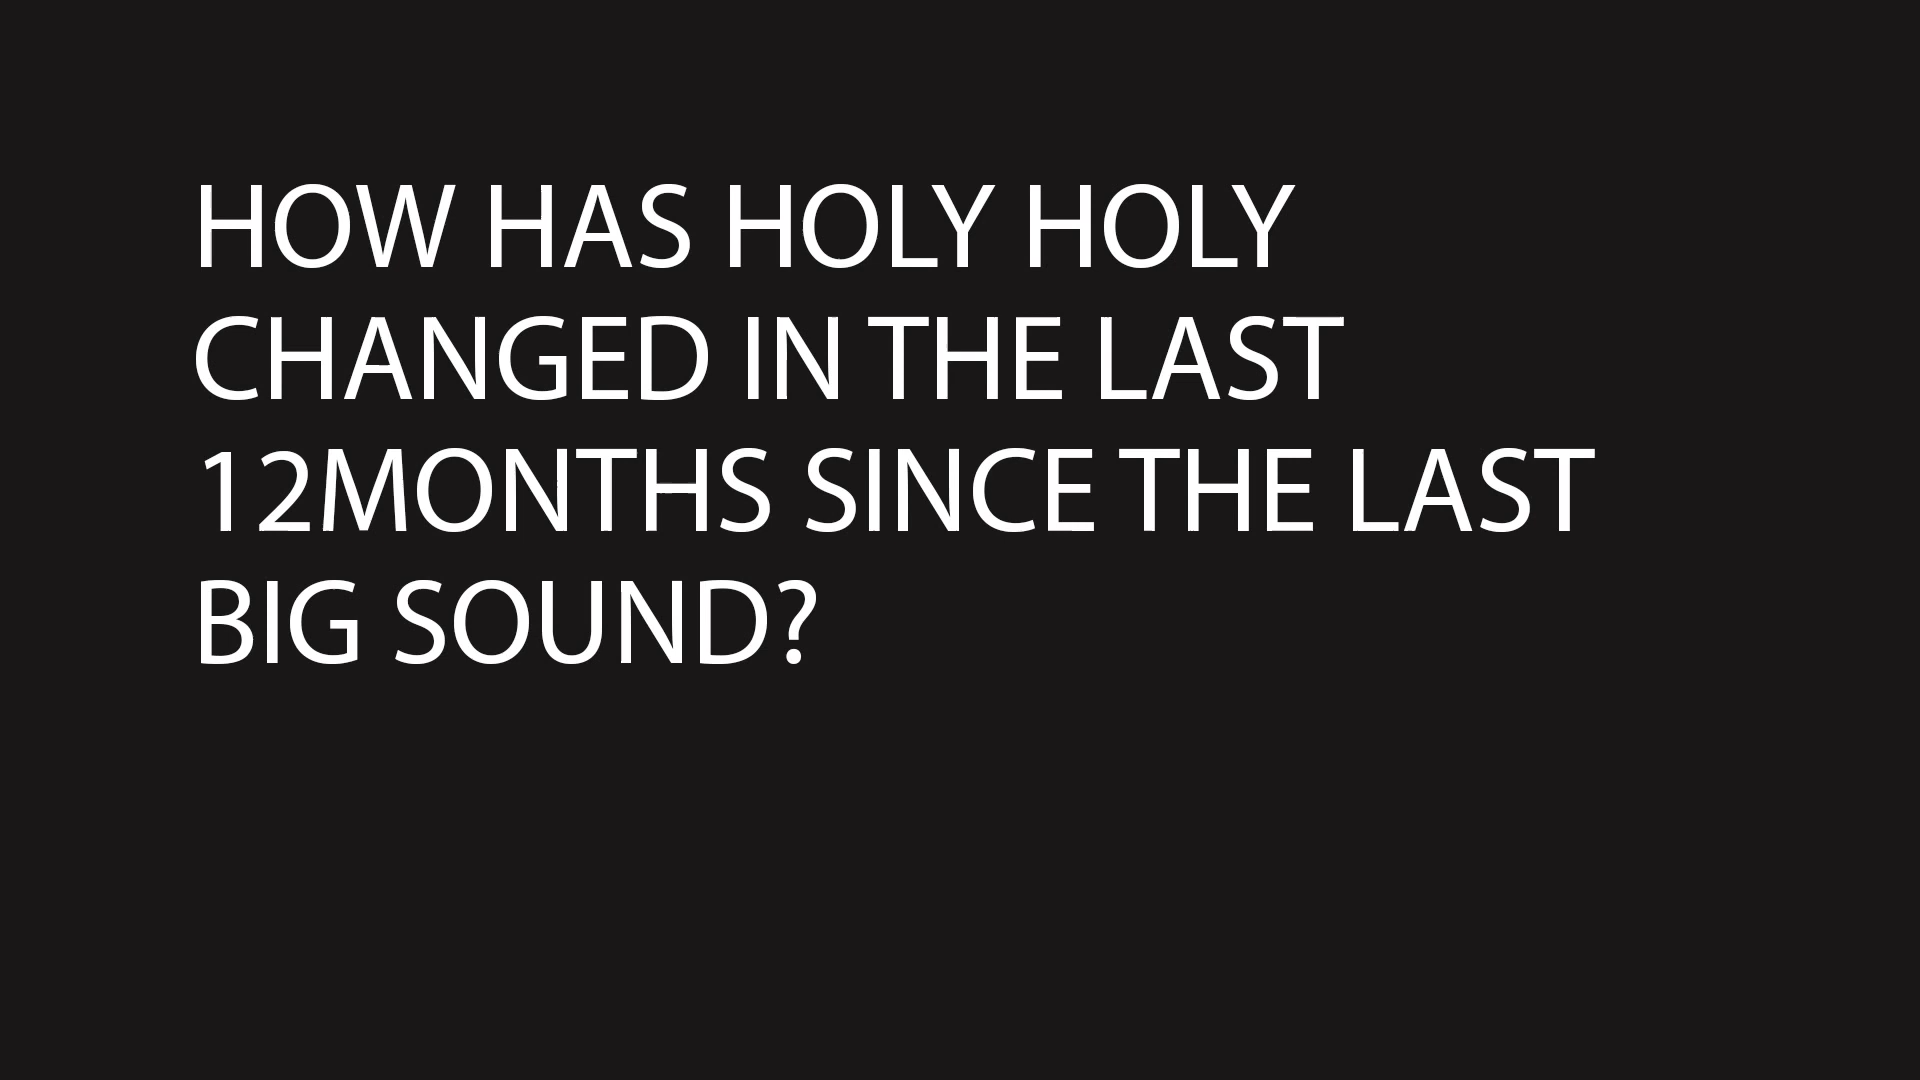 HOW HAS HOLY HOLY
CHANGED IN THE LAST
12MONTHS SINCE THE LAST
BIG SOUND?